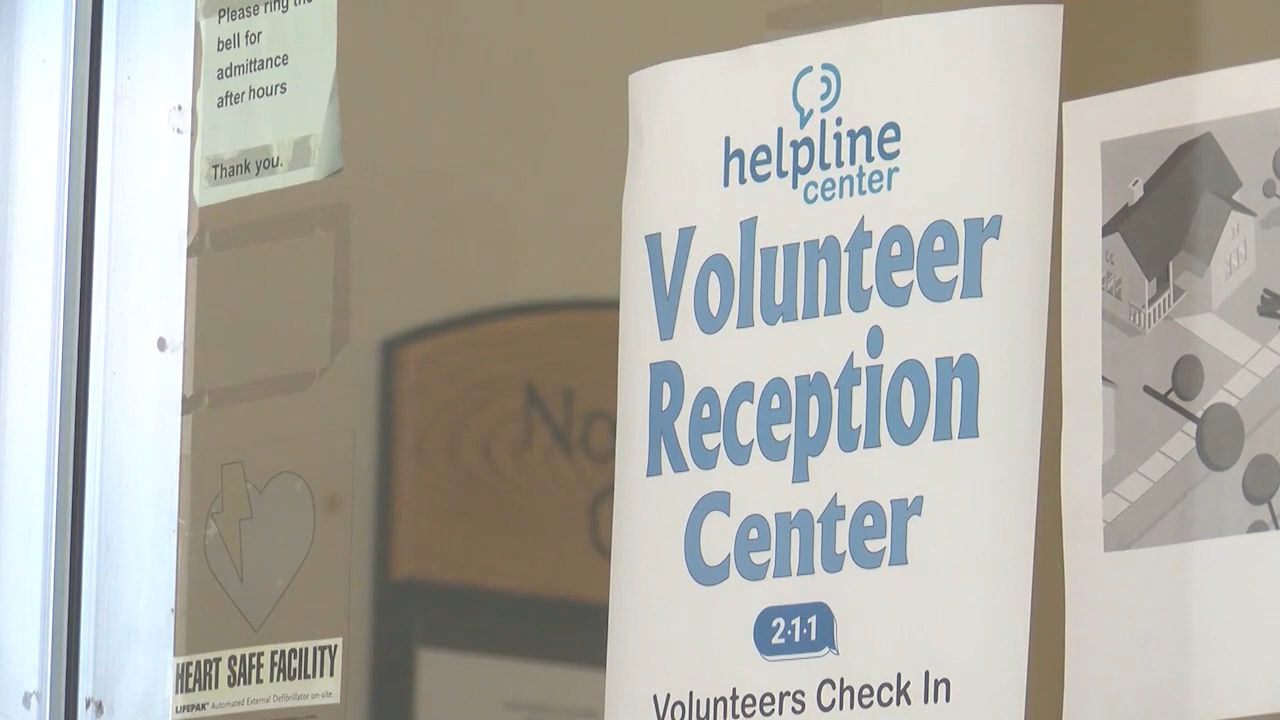 Please ring the
bell for
admittance
after hours
Thank you.
HEART SAFE FACILITY
LIFEPAK® Automated External Defibrillator on-site
No
helpline
center
Volunteer
Reception
Center
2·1·1
Volunteers Check In